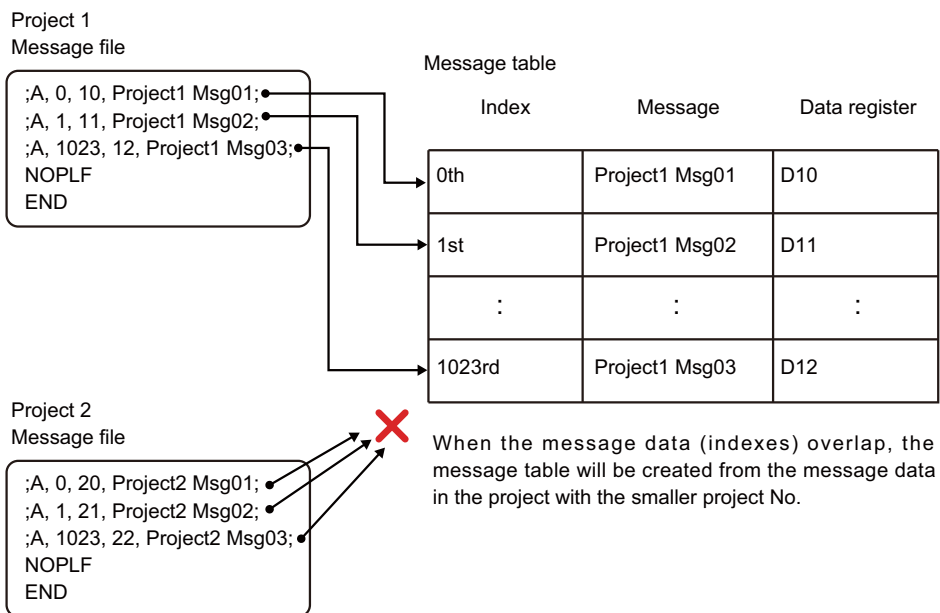 Project 1
Message file
;A, 0, 10, Project1 Msg01;
;A, 1, 11, Project1 Msg02;
;A, 1023, 12, Project1 Msg03;
NOPLF
END
Message table
Index Message Data register
0th Project1 Msg01 D10
1st Project1 Msg02 D11
: : :
1023rd Project1 Msg03 D12
Project 2
Message file
;A, 0, 20, Project2 Msg01;
;A, 1, 21, Project2 Msg02;
;A, 1023, 22, Project2 Msg03;
NOPLF
END
When the message data (indexes) overlap, the
message table will be created from the message data
in the project with the smaller project No.